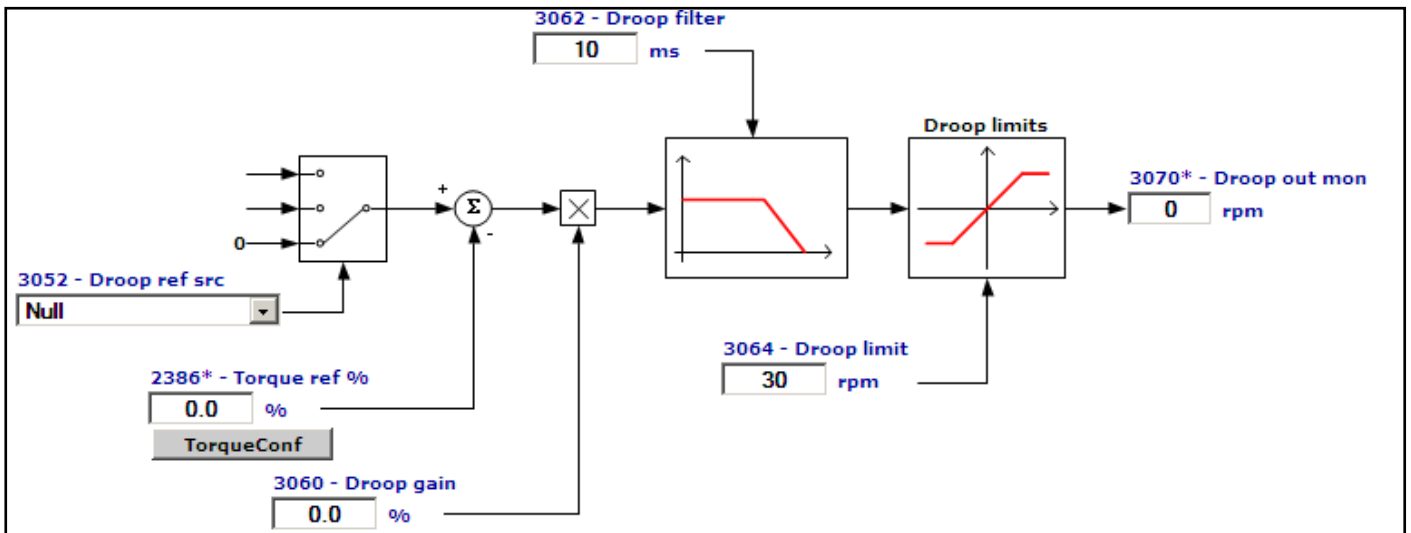 3062 - Droop filter
10 ms
Droop limits
3070* - Droop out mon
0 rpm
+
Σ
-
0
3052 - Droop ref src
Null
3064 - Droop limit
30 rpm
2386* - Torque ref %
0.0 %
TorqueConf
3060 - Droop gain
0.0 %